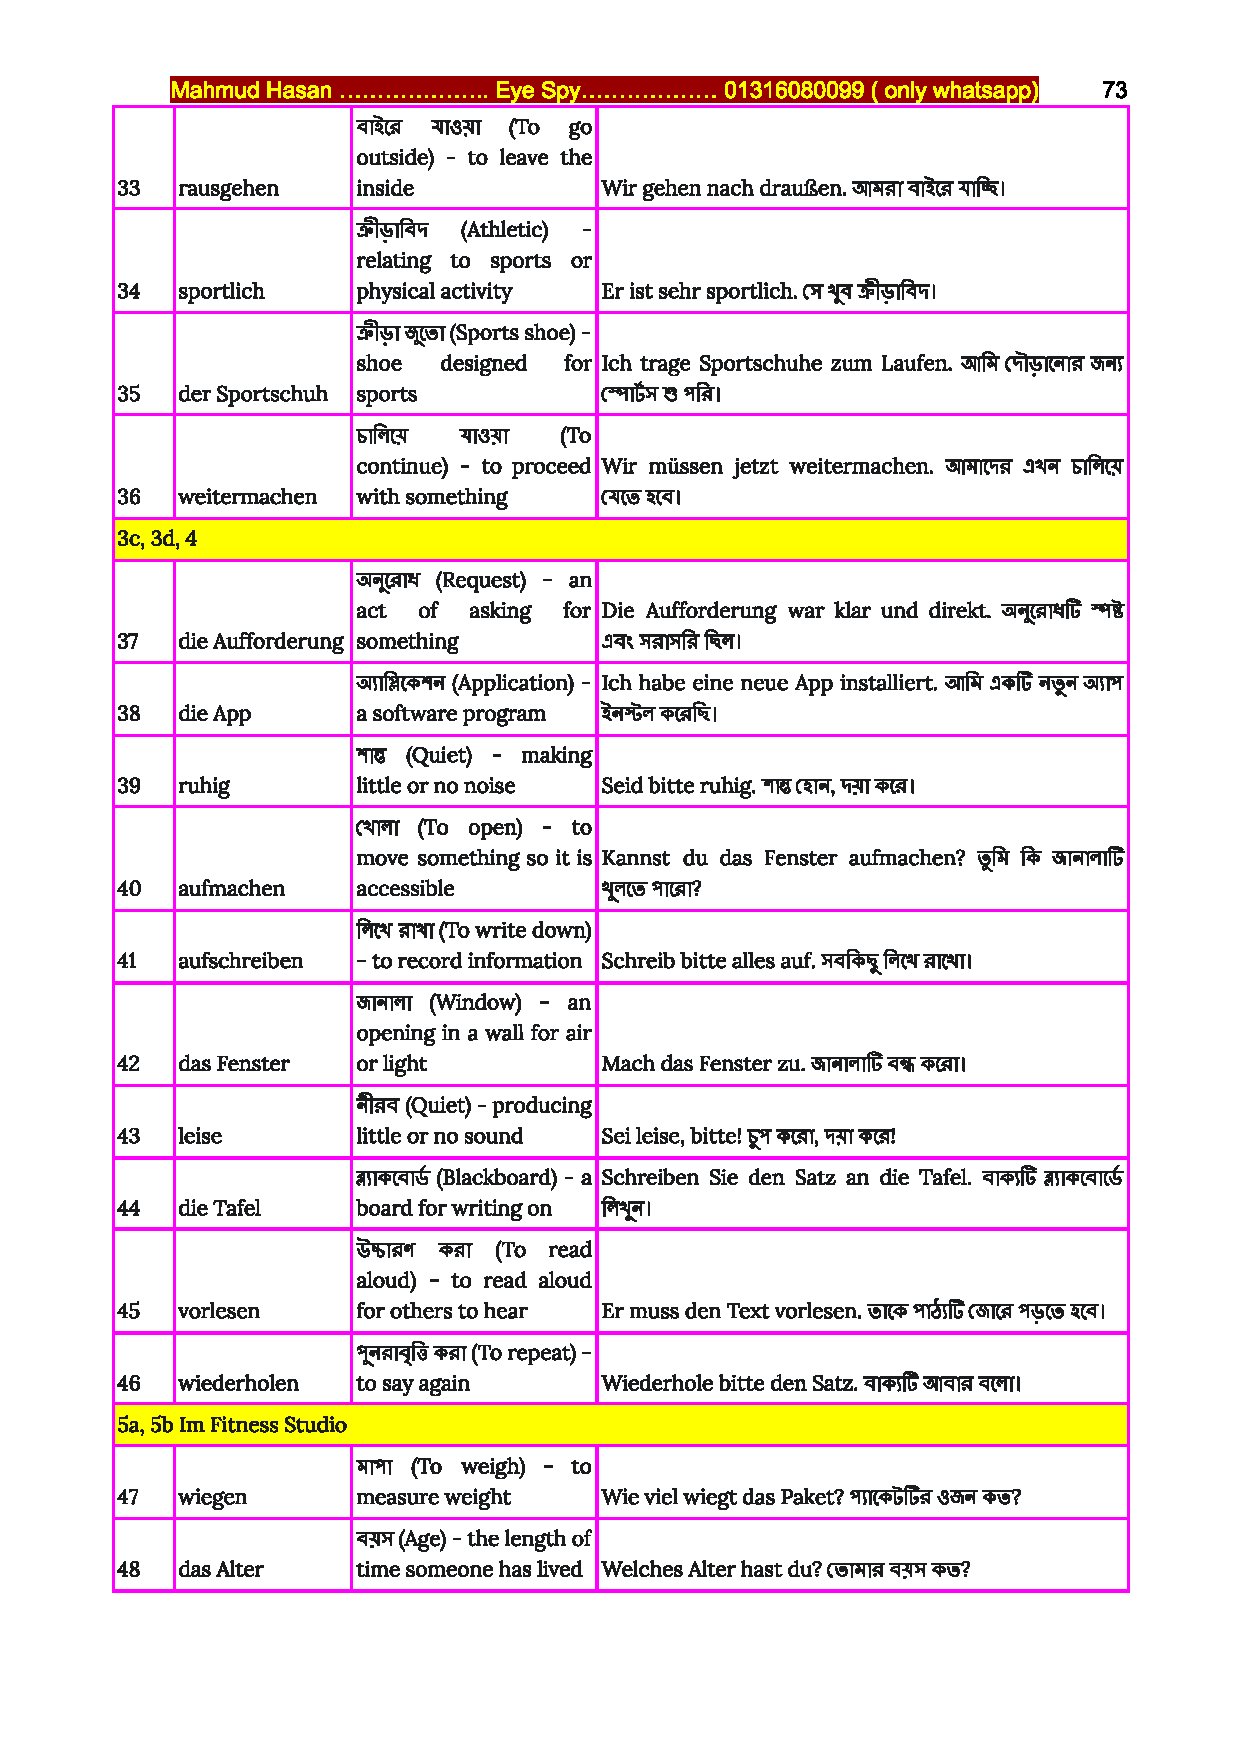 Mahmud Hasan ……………….. Eye Spy……………… 01316080099 ( only whatsapp) 73
বাইরে যাওয়া (To go
outside) - to leave the
33 rausgehen inside Wir gehen nach draußen. আমরা বাইরে যাচ্ছি।
ক্রীড়াবিদ (Athletic) -
relating to sports or
34 sportlich physical activity Er ist sehr sportlich. সে খুব ক্রীড়াবিদ।
ক্রীড়া জুতো (Sports shoe) -
shoe designed for Ich trage Sportschuhe zum Laufen. আমি দৌড়ানোর জন্য
35 der Sportschuh sports স্পোর্টস শু পরি।
চালিয়ে যাওয়া (To
continue) - to proceed Wir müssen jetzt weitermachen. আমাদের এখন চালিয়ে
36 weitermachen with something যেতে হবে।
3c, 3d, 4
অনুরোধ (Request) - an
act of asking for Die Aufforderung war klar und direkt. অনুরোধটি স্পষ্ট
37 die Aufforderung something এবং সরাসরি ছিল।
অ্যাপ্লিকেশন (Application) - Ich habe eine neue App installiert. আমি একটি নতুন অ্যাপ
38 die App a software program ইনস্টল করেছি।
শান্ত (Quiet) - making
39 ruhig little or no noise Seid bitte ruhig. শান্ত হোন, দয়া করে।
খোলা (To open) - to
move something so it is Kannst du das Fenster aufmachen? তুমি কি জানালাটি
40 aufmachen accessible খুলতে পারো?
লিখে রাখা (To write down)
41 aufschreiben - to record information Schreib bitte alles auf. সবকিছু লিখে রাখো।
জানালা (Window) - an
opening in a wall for air
42 das Fenster or light Mach das Fenster zu. জানালাটি বন্ধ করো।
নীরব (Quiet) - producing
43 leise little or no sound Sei leise, bitte! চুপ করো, দয়া করে!
ব্ল্যাকবোর্ড (Blackboard) - a Schreiben Sie den Satz an die Tafel. বাক্যটি ব্ল্যাকবোর্ডে
44 die Tafel board for writing on লিখুন।
উচ্চারণ করা (To read
aloud) - to read aloud
45 vorlesen for others to hear Er muss den Text vorlesen. তাকে পাঠ্যটি জোরে পড়তে হবে।
পুনরাবৃত্তি করা (To repeat) -
46 wiederholen to say again Wiederhole bitte den Satz. বাক্যটি আবার বলো।
5a, 5b Im Fitness Studio
মাপা (To weigh) - to
47 wiegen measure weight Wie viel wiegt das Paket? প্যাকেটটির ওজন কত?
বয়স (Age) - the length of
48 das Alter time someone has lived Welches Alter hast du? তোমার বয়স কত?